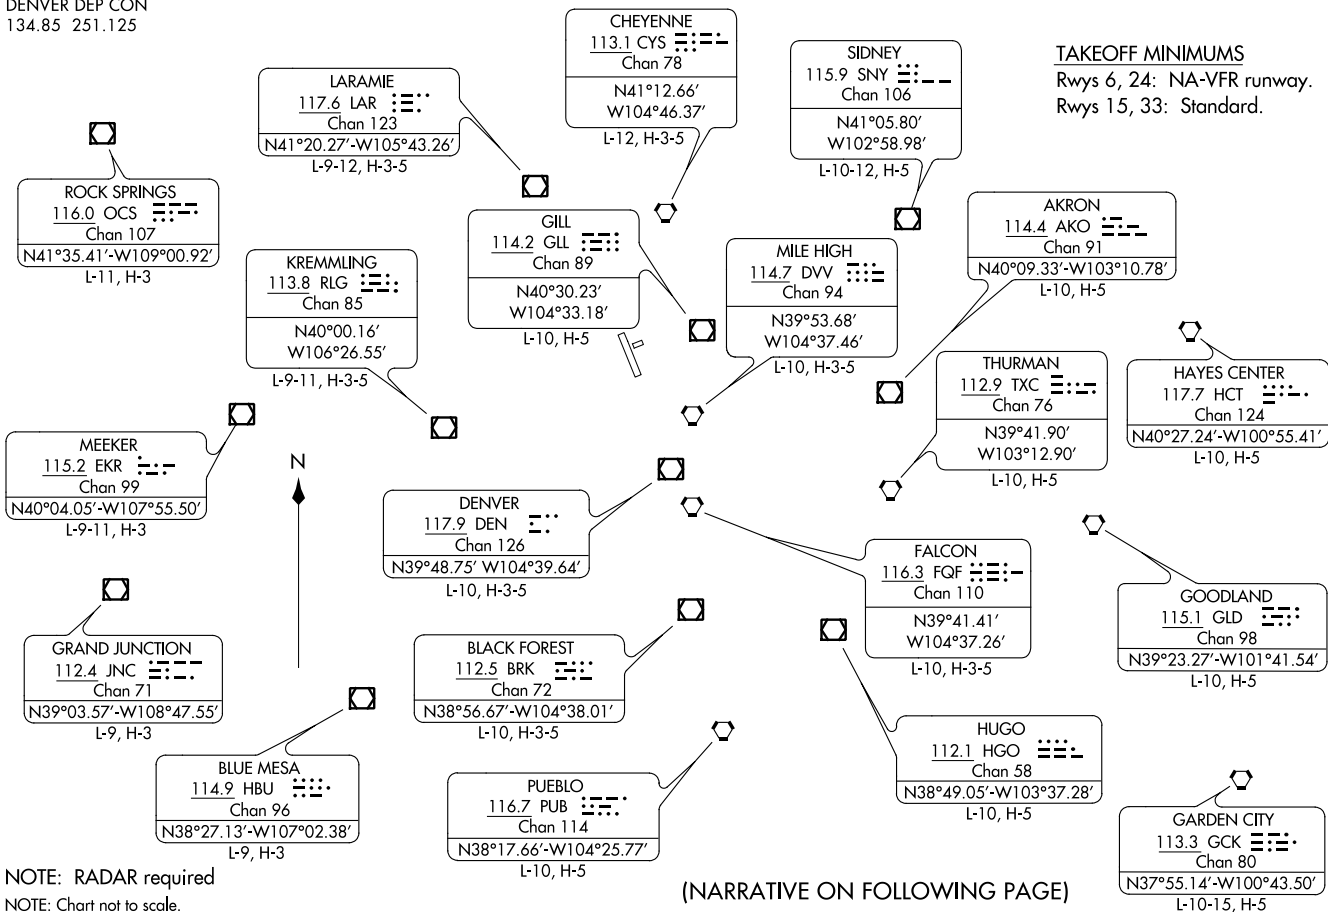 DENVER DEP CON
134.85 251.125
CHEYENNE
113.1 CYS
Chan 78
N41°12.66′
W104°46.37′
L-12, H-3-5
SIDNEY
115.9 SNY
Chan 106
N41°05.80′
W102°58.98′
L-10-12, H-5
TAKEOFF MINIMUMS
Rwys 6, 24: NA-VFR runway.
Rwys 15, 33: Standard.
LARAMIE
117.6 LAR
Chan 123
N41°20.27′-W105°43.26′
L-9-12, H-3-5
ROCK SPRINGS
116.0 OCS
Chan 107
N41°35.41′-W109°00.92′
L-11, H-3
GILL
114.2 GLL
Chan 89
N40°30.23′
W104°33.18′
L-10, H-5
AKRON
114.4 AKO
Chan 91
N40°09.33′-W103°10.78′
L-10, H-5
KREMMLING
113.8 RLG
Chan 85
N40°00.16′
W106°26.55′
L-9-11, H-3-5
MILE HIGH
114.7 DVV
Chan 94
N39°53.68′
W104°37.46′
L-10, H-3-5
THURMAN
112.9 TXC
Chan 76
N39°41.90′
W103°12.90′
L-10, H-5
HAYES CENTER
117.7 HCT
Chan 124
N40°27.24′-W100°55.41′
L-10, H-5
MEEKER
115.2 EKR
Chan 99
N40°04.05′-W107°55.50′
L-9-11, H-3
N
DENVER
117.9 DEN
Chan 126
N39°48.75′ W104°39.64′
L-10, H-3-5
FALCON
116.3 FQF
Chan 110
N39°41.41′
W104°37.26′
L-10, H-3-5
GOODLAND
115.1 GLD
Chan 98
N39°23.27′-W101°41.54′
L-10, H-5
GRAND JUNCTION
112.4 JNC
Chan 71
N39°03.57′-W108°47.55′
L-9, H-3
BLACK FOREST
112.5 BRK
Chan 72
N38°56.67′-W104°38.01′
L-10, H-3-5
HUGO
112.1 HGO
Chan 58
N38°49.05′-W103°37.28′
L-10, H-5
BLUE MESA
114.9 HBU
Chan 96
N38°27.13′-W107°02.38′
L-9, H-3
PUEBLO
116.7 PUB
Chan 114
N38°17.66′-W104°25.77′
L-10, H-5
GARDEN CITY
113.3 GCK
Chan 80
N37°55.14′-W100°43.50′
L-10-15, H-5
NOTE: RADAR required
NOTE: Chart not to scale.
(NARRATIVE ON FOLLOWING PAGE)